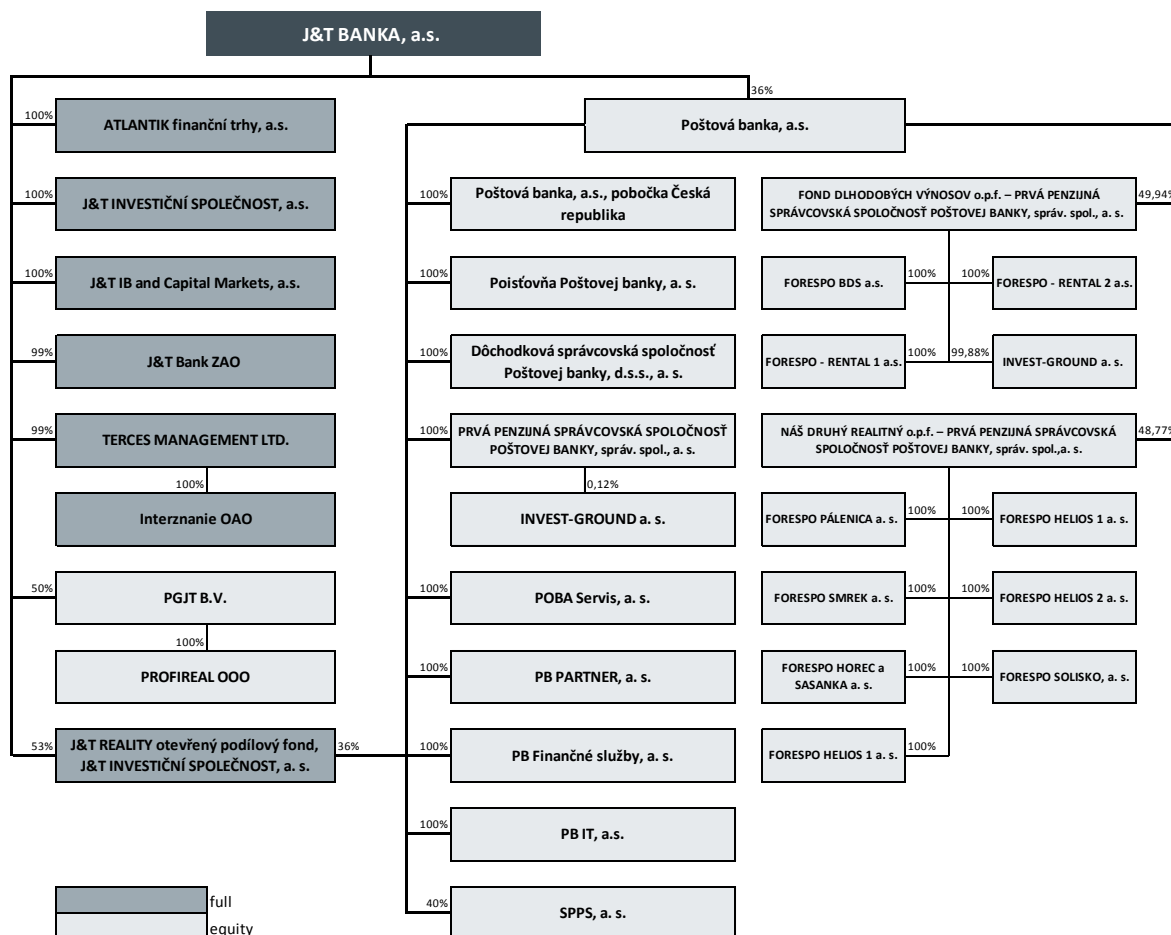 J&T BANKA, a.s.
36%
100%
ATLANTIK finanční trhy, a.s.
Poštová banka, a.s.
100%
J&T INVESTIČNÍ SPOLEČNOST, a.s.
100%
Poštová banka, a.s., pobočka Česká
republika
FOND DLHODOBÝCH VÝNOSOV o.p.f. – PRVÁ PENZIJNÁ
SPRÁVCOVSKÁ SPOLOČNOSŤ POŠTOVEJ BANKY, správ. spol., a. s.
49,94%
100%
J&T IB and Capital Markets, a.s.
100%
Poisťovňa Poštovej banky, a. s.
FORESPO BDS a.s.
100%
100%
FORESPO - RENTAL 2 a.s.
99%
J&T Bank ZAO
100%
Dôchodková správcovská spoločnosť
Poštovej banky, d.s.s., a. s.
FORESPO - RENTAL 1 a.s.
100%
99,88%
INVEST-GROUND a. s.
99%
TERCES MANAGEMENT LTD.
100%
PRVÁ PENZIJNÁ SPRÁVCOVSKÁ SPOLOČNOSŤ
POŠTOVEJ BANKY, správ. spol., a. s.
NÁŠ DRUHÝ REALITNÝ o.p.f. – PRVÁ PENZIJNÁ SPRÁVCOVSKÁ
SPOLOČNOSŤ POŠTOVEJ BANKY, správ. spol.,a. s.
48,77%
100%
Interznanie OAO
0,12%
INVEST-GROUND a. s.
FORESPO PÁLENICA a. s.
100%
100%
FORESPO HELIOS 1 a. s.
50%
PGJT B.V.
100%
POBA Servis, a. s.
FORESPO SMREK a. s.
100%
100%
FORESPO HELIOS 2 a. s.
100%
PROFIREAL OOO
100%
PB PARTNER, a. s.
FORESPO HOREC a
SASANKA a. s.
100%
100%
FORESPO SOLISKO, a. s.
53%
J&T REALITY otevřený podílový fond,
J&T INVESTIČNÍ SPOLEČNOST, a. s.
36%
100%
PB Finančné služby, a. s.
FORESPO HELIOS 1 a. s.
100%
100%
PB IT, a.s.
40%
SPPS, a. s.
full
equity